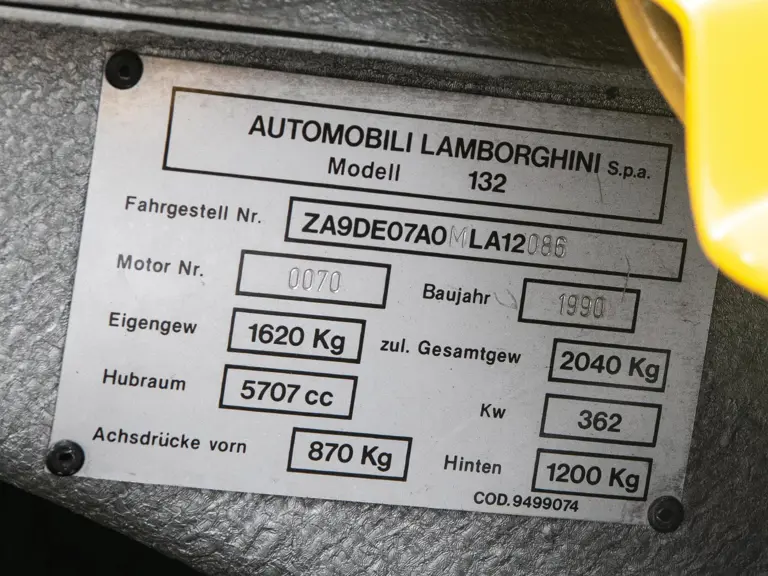 AUTOMOBILI LAMBORGHINI S.p.a.
Modell 132
Fahrgestell Nr. ZA9DE07A0MLA12086
Motor Nr. 0070 Baujahr 1990
Eigengew 1620 Kg zul. Gesamtgew 2040 Kg
Hubraum 5707 cc Kw 362
Achsdrücke vorn 870 Kg Hinten 1200 Kg
COD.9499074